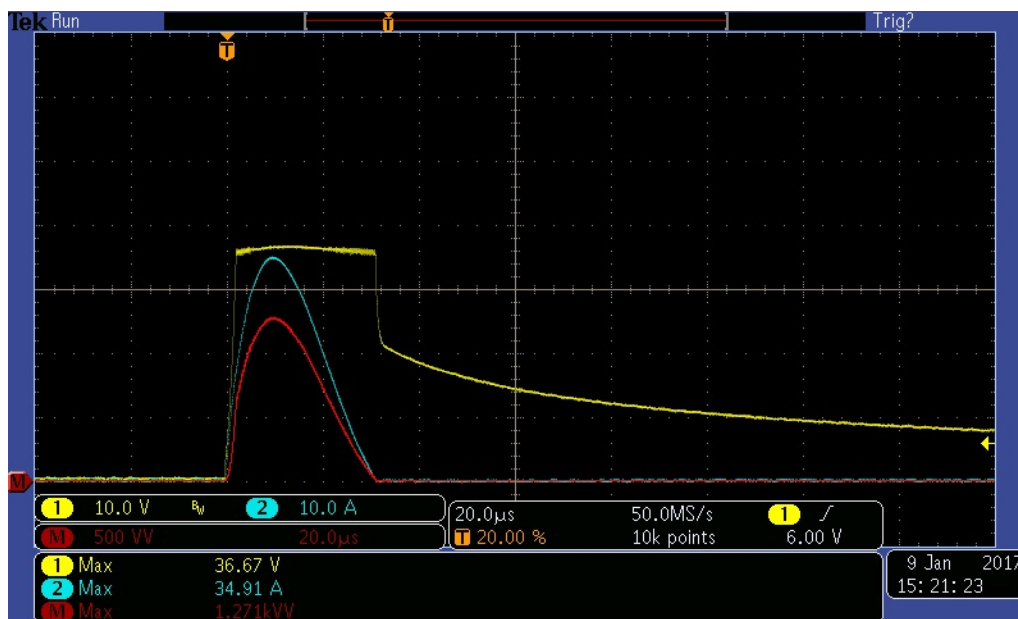 Tek Run Trig?
T
T
M
1 10.0 V BW 2 10.0 A
M 500 VV 20.0μs
20.0μs 50.0MS/s 1
T 20.00 % 10k points 6.00 V
1 Max 36.67 V
2 Max 34.91 A
M Max 1.271kVV
9 Jan 2017
15:21:23